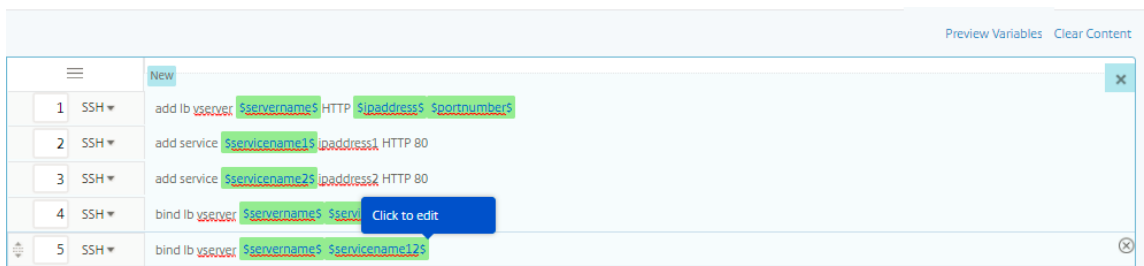 Preview Variables Clear Content
New
1 SSH add lb vserver $servername$ HTTP $ipaddress$ $portnumber$
2 SSH add service $servicename1$ ipaddress1 HTTP 80
3 SSH add service $servicename2$ ipaddress2 HTTP 80
4 SSH bind lb vserver $servername$
Click to edit
5 SSH bind lb vserver $servername$ $servicename12$